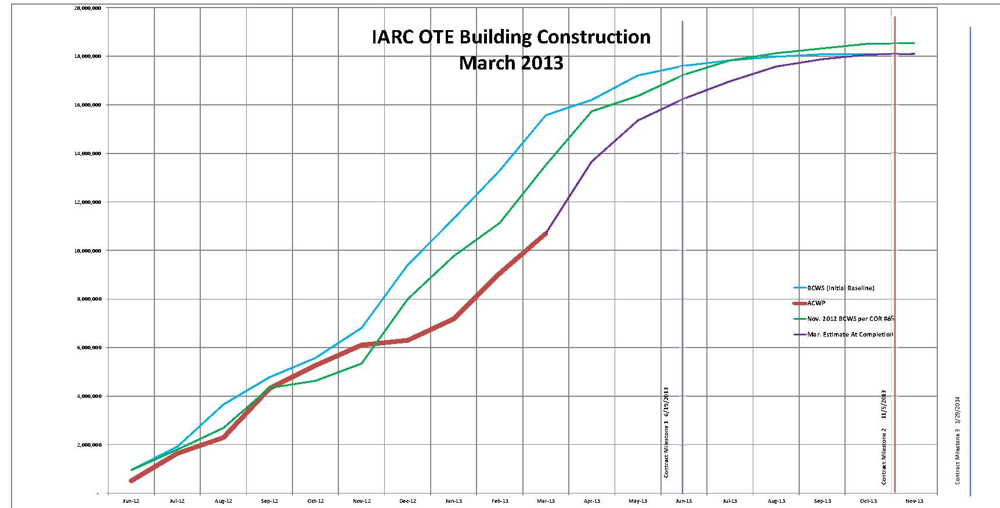 IARC OTE Building Construction
March 2013
20,000,000
18,000,000
16,000,000
14,000,000
12,000,000
10,000,000
8,000,000
6,000,000
4,000,000
2,000,000
-
BCWS (Initial Baseline)
ACWP
Nov. 2012 BCWS per COR #85
Mar. Estimate At Completion
Contract Milestone 1 6/19/2013
Contract Milestone 2 11/5/2013
Contract Milestone 3 1/29/2014
Jun-12 Jul-12 Aug-12 Sep-12 Oct-12 Nov-12 Dec-12 Jan-13 Feb-13 Mar-13 Apr-13 May-13 Jun-13 Jul-13 Aug-13 Sep-13 Oct-13 Nov-13